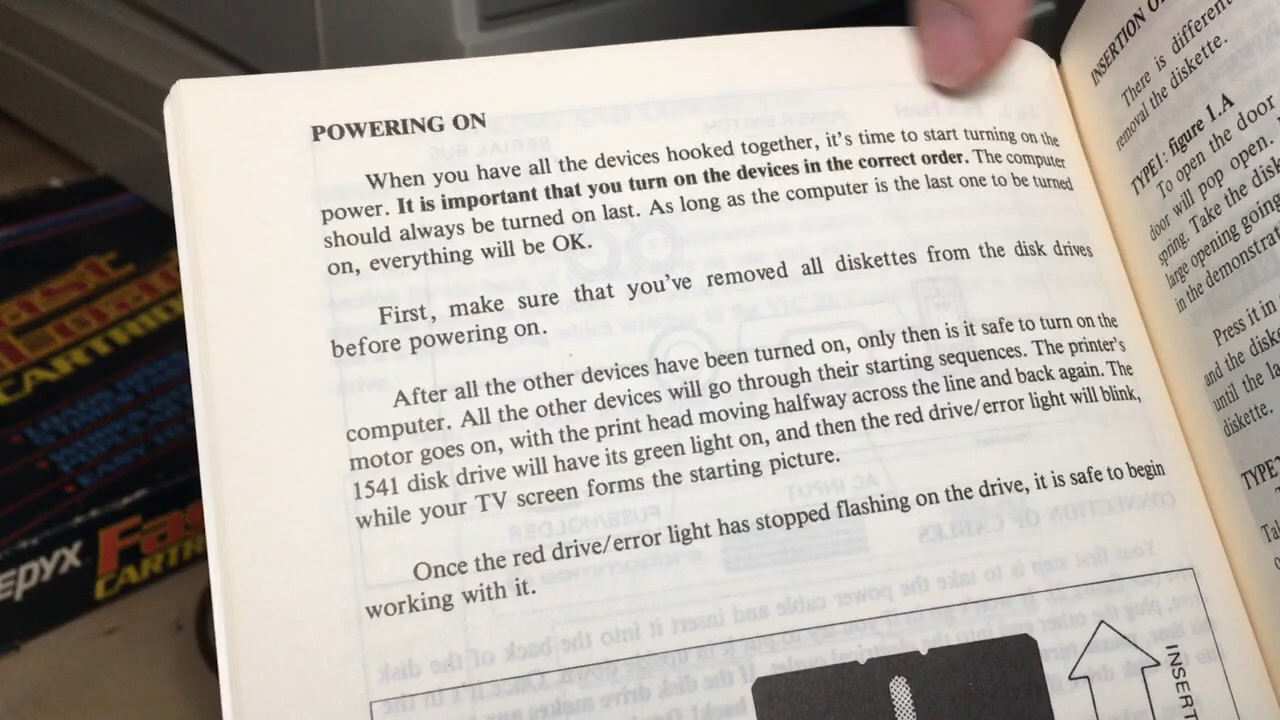 POWERING ON
When you have all the devices hooked together, it's time to start turning on the
power. It is important that you turn on the devices in the correct order. The computer
should always be turned on last. As long as the computer is the last one to be turned
on, everything will be OK.
First, make sure that you've removed all diskettes from the disk drives
before powering on.
After all the other devices have been turned on, only then is it safe to turn on the
computer. All the other devices will go through their starting sequences. The printer's
motor goes on, with the print head moving halfway across the line and back again. The
1541 disk drive will have its green light on, and then the red drive/error light will blink,
while your TV screen forms the starting picture.
Once the red drive/error light has stopped flashing on the drive, it is safe to begin
working with it.
INSERT
INSERTION
There is different
removal the diskette.
TYPE1: figure 1.A
To open the door
door will pop open.
spring. Take the disk
large opening going
in the
Press it in
and the
until the
diskette.
CARTRIDGE
EPYX
CARTRIDGE